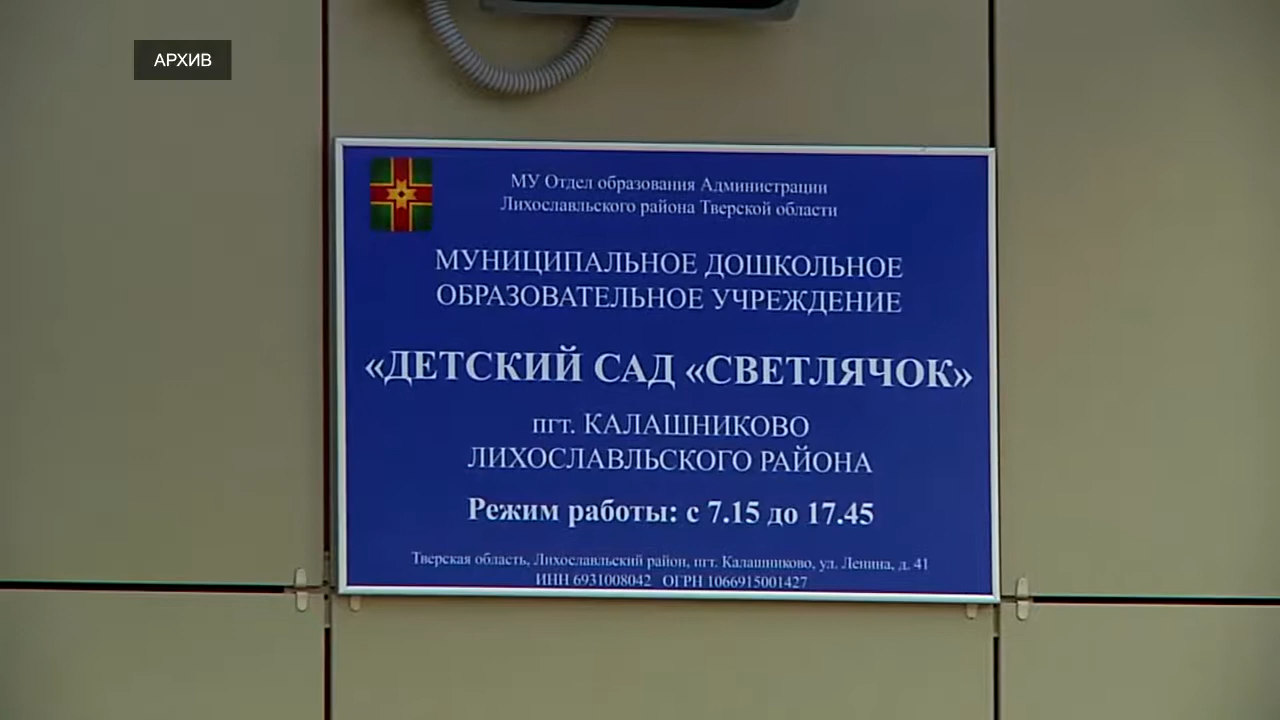 АРХИВ
МУ Отдел образования Администрации
Лихославльского района Тверской области
МУНИЦИПАЛЬНОЕ ДОШКОЛЬНОЕ
ОБРАЗОВАТЕЛЬНОЕ УЧРЕЖДЕНИЕ
«ДЕТСКИЙ САД «СВЕТЛЯЧОК»
пгт. КАЛАШНИКОВО
ЛИХОСЛАВЛЬСКОГО РАЙОНА
Режим работы: с 7.15 до 17.45
Тверская область, Лихославльский район, пгт. Калашниково, ул. Ленина, д. 41
ИНН 6931008042 ОГРН 1066915001427